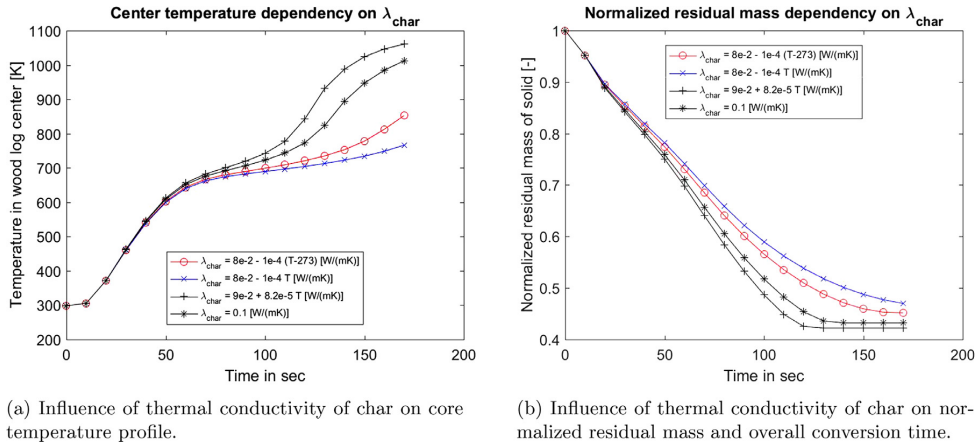 Center temperature dependency on λchar
1100
1000
900
800
700
600
500
400
300
200
Temperature in wood log center [K]
λchar = 8e-2 - 1e-4 (T-273) [W/(mK)]
λchar = 8e-2 - 1e-4 T [W/(mK)]
λchar = 9e-2 + 8.2e-5 T [W/(mK)]
λchar = 0.1 [W/(mK)]
0 50 100 150 200
Time in sec
(a) Influence of thermal conductivity of char on core
temperature profile.
Normalized residual mass dependency on λchar
1
0.9
0.8
0.7
0.6
0.5
0.4
Normalized residual mass of solid [-]
λchar = 8e-2 - 1e-4 (T-273) [W/(mK)]
λchar = 8e-2 - 1e-4 T [W/(mK)]
λchar = 9e-2 + 8.2e-5 T [W/(mK)]
λchar = 0.1 [W/(mK)]
0 50 100 150 200
Time in sec
(b) Influence of thermal conductivity of char on nor-
malized residual mass and overall conversion time.